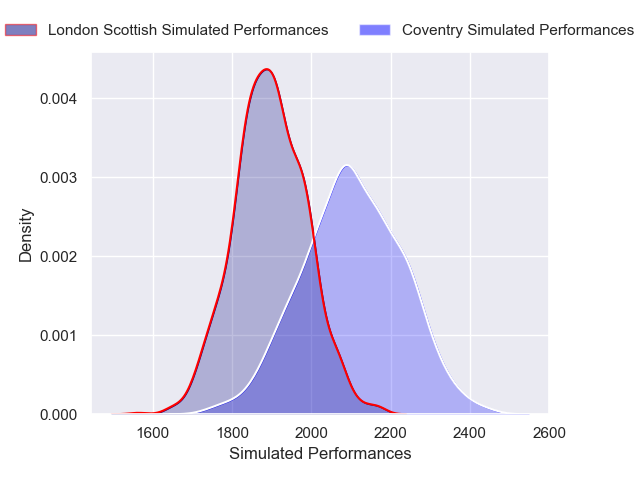 London Scottish Simulated Performances Coventry Simulated Performances
0.004
0.003
0.002
0.001
0.000
Density
1600 1800 2000 2200 2400 2600
Simulated Performances